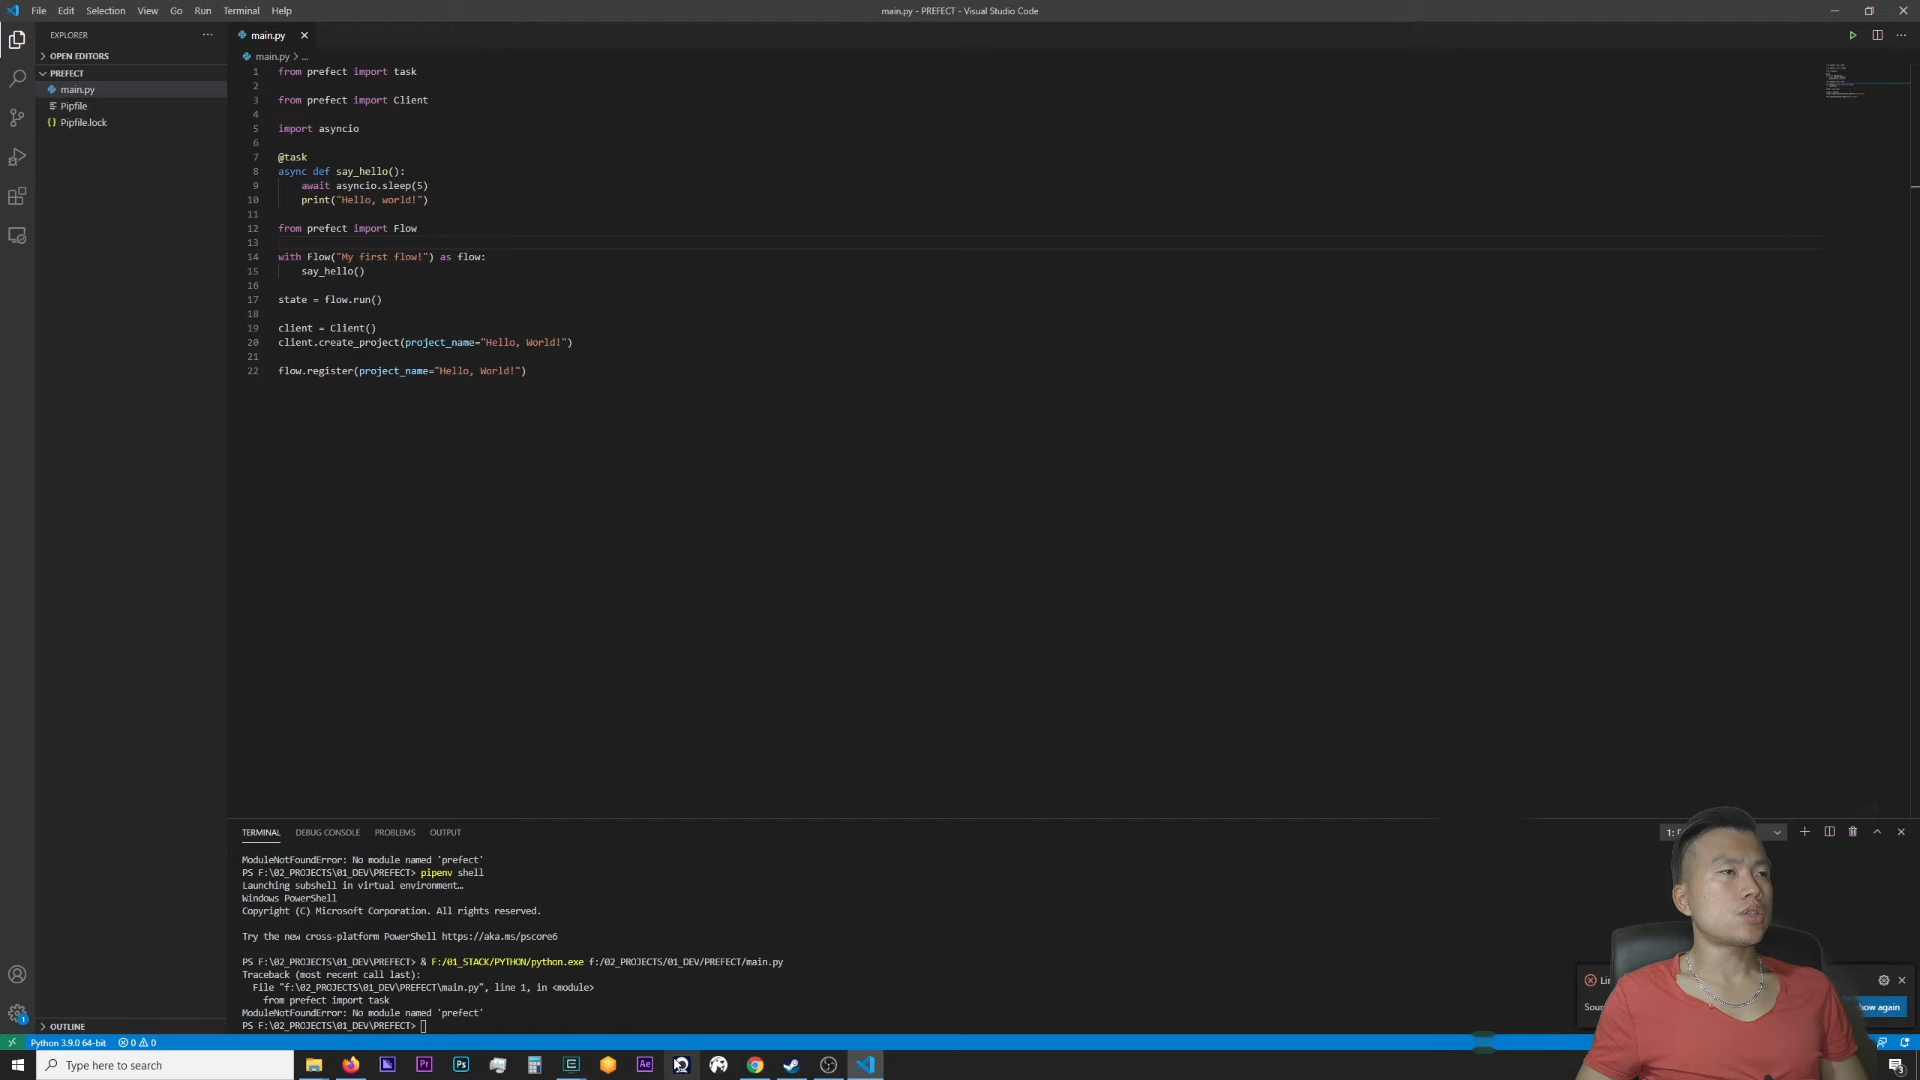 File Edit Selection View Go Run Terminal Help
main.py - PREFECT - Visual Studio Code
EXPLORER
OPEN EDITORS
PREFECT
main.py
Pipfile
Pipfile.lock
OUTLINE
main.py
main.py > ...
1 from prefect import task
2
3 from prefect import Client
4
5 import asyncio
6
7 @task
8 async def say_hello():
9 await asyncio.sleep(5)
10 print("Hello, world!")
11
12 from prefect import Flow
13
14 with Flow("My first flow!") as flow:
15 say_hello()
16
17 state = flow.run()
18
19 client = Client()
20 client.create_project(project_name="Hello, World!")
21
22 flow.register(project_name="Hello, World!")
TERMINAL DEBUG CONSOLE PROBLEMS OUTPUT
1:
ModuleNotFoundError: No module named 'prefect'
PS F:\02_PROJECTS\01_DEV\PREFECT> pipenv shell
Launching subshell in virtual environment…
Windows PowerShell
Copyright (C) Microsoft Corporation. All rights reserved.
Try the new cross-platform PowerShell https://aka.ms/pscore6
PS F:\02_PROJECTS\01_DEV\PREFECT> & F:/01_STACK/PYTHON/python.exe f:/02_PROJECTS/01_DEV/PREFECT/main.py
Traceback (most recent call last):
File "f:\02_PROJECTS\01_DEV\PREFECT\main.py", line 1, in <module>
from prefect import task
ModuleNotFoundError: No module named 'prefect'
PS F:\02_PROJECTS\01_DEV\PREFECT>
again
Python 3.9.0 64-bit 0 0
Type here to search
Pr Ps Ae
3